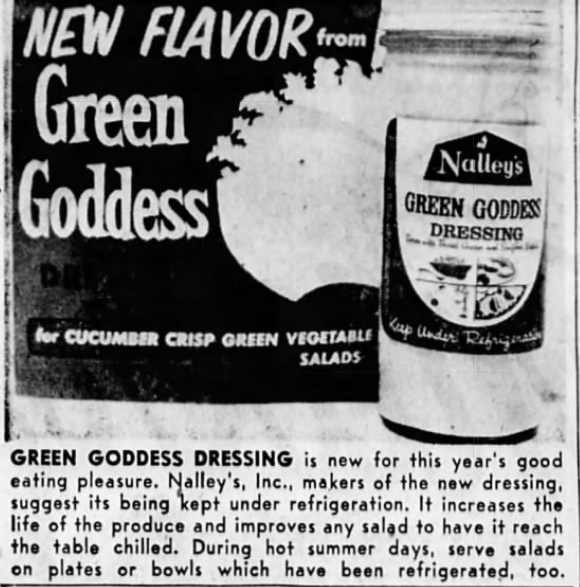 NEW FLAVOR from
Green
Goddess
for CUCUMBER CRISP GREEN VEGETABLE
SALADS
Nalley's
GREEN GODDESS
DRESSING
Keep Under Refrigeration
GREEN GODDESS DRESSING is new for this year's good
eating pleasure. Nalley's, Inc., makers of the new dressing,
suggest its being kept under refrigeration. It increases the
life of the produce and improves any salad to have it reach
the table chilled. During hot summer days, serve salads
on plates or bowls which have been refrigerated, too.